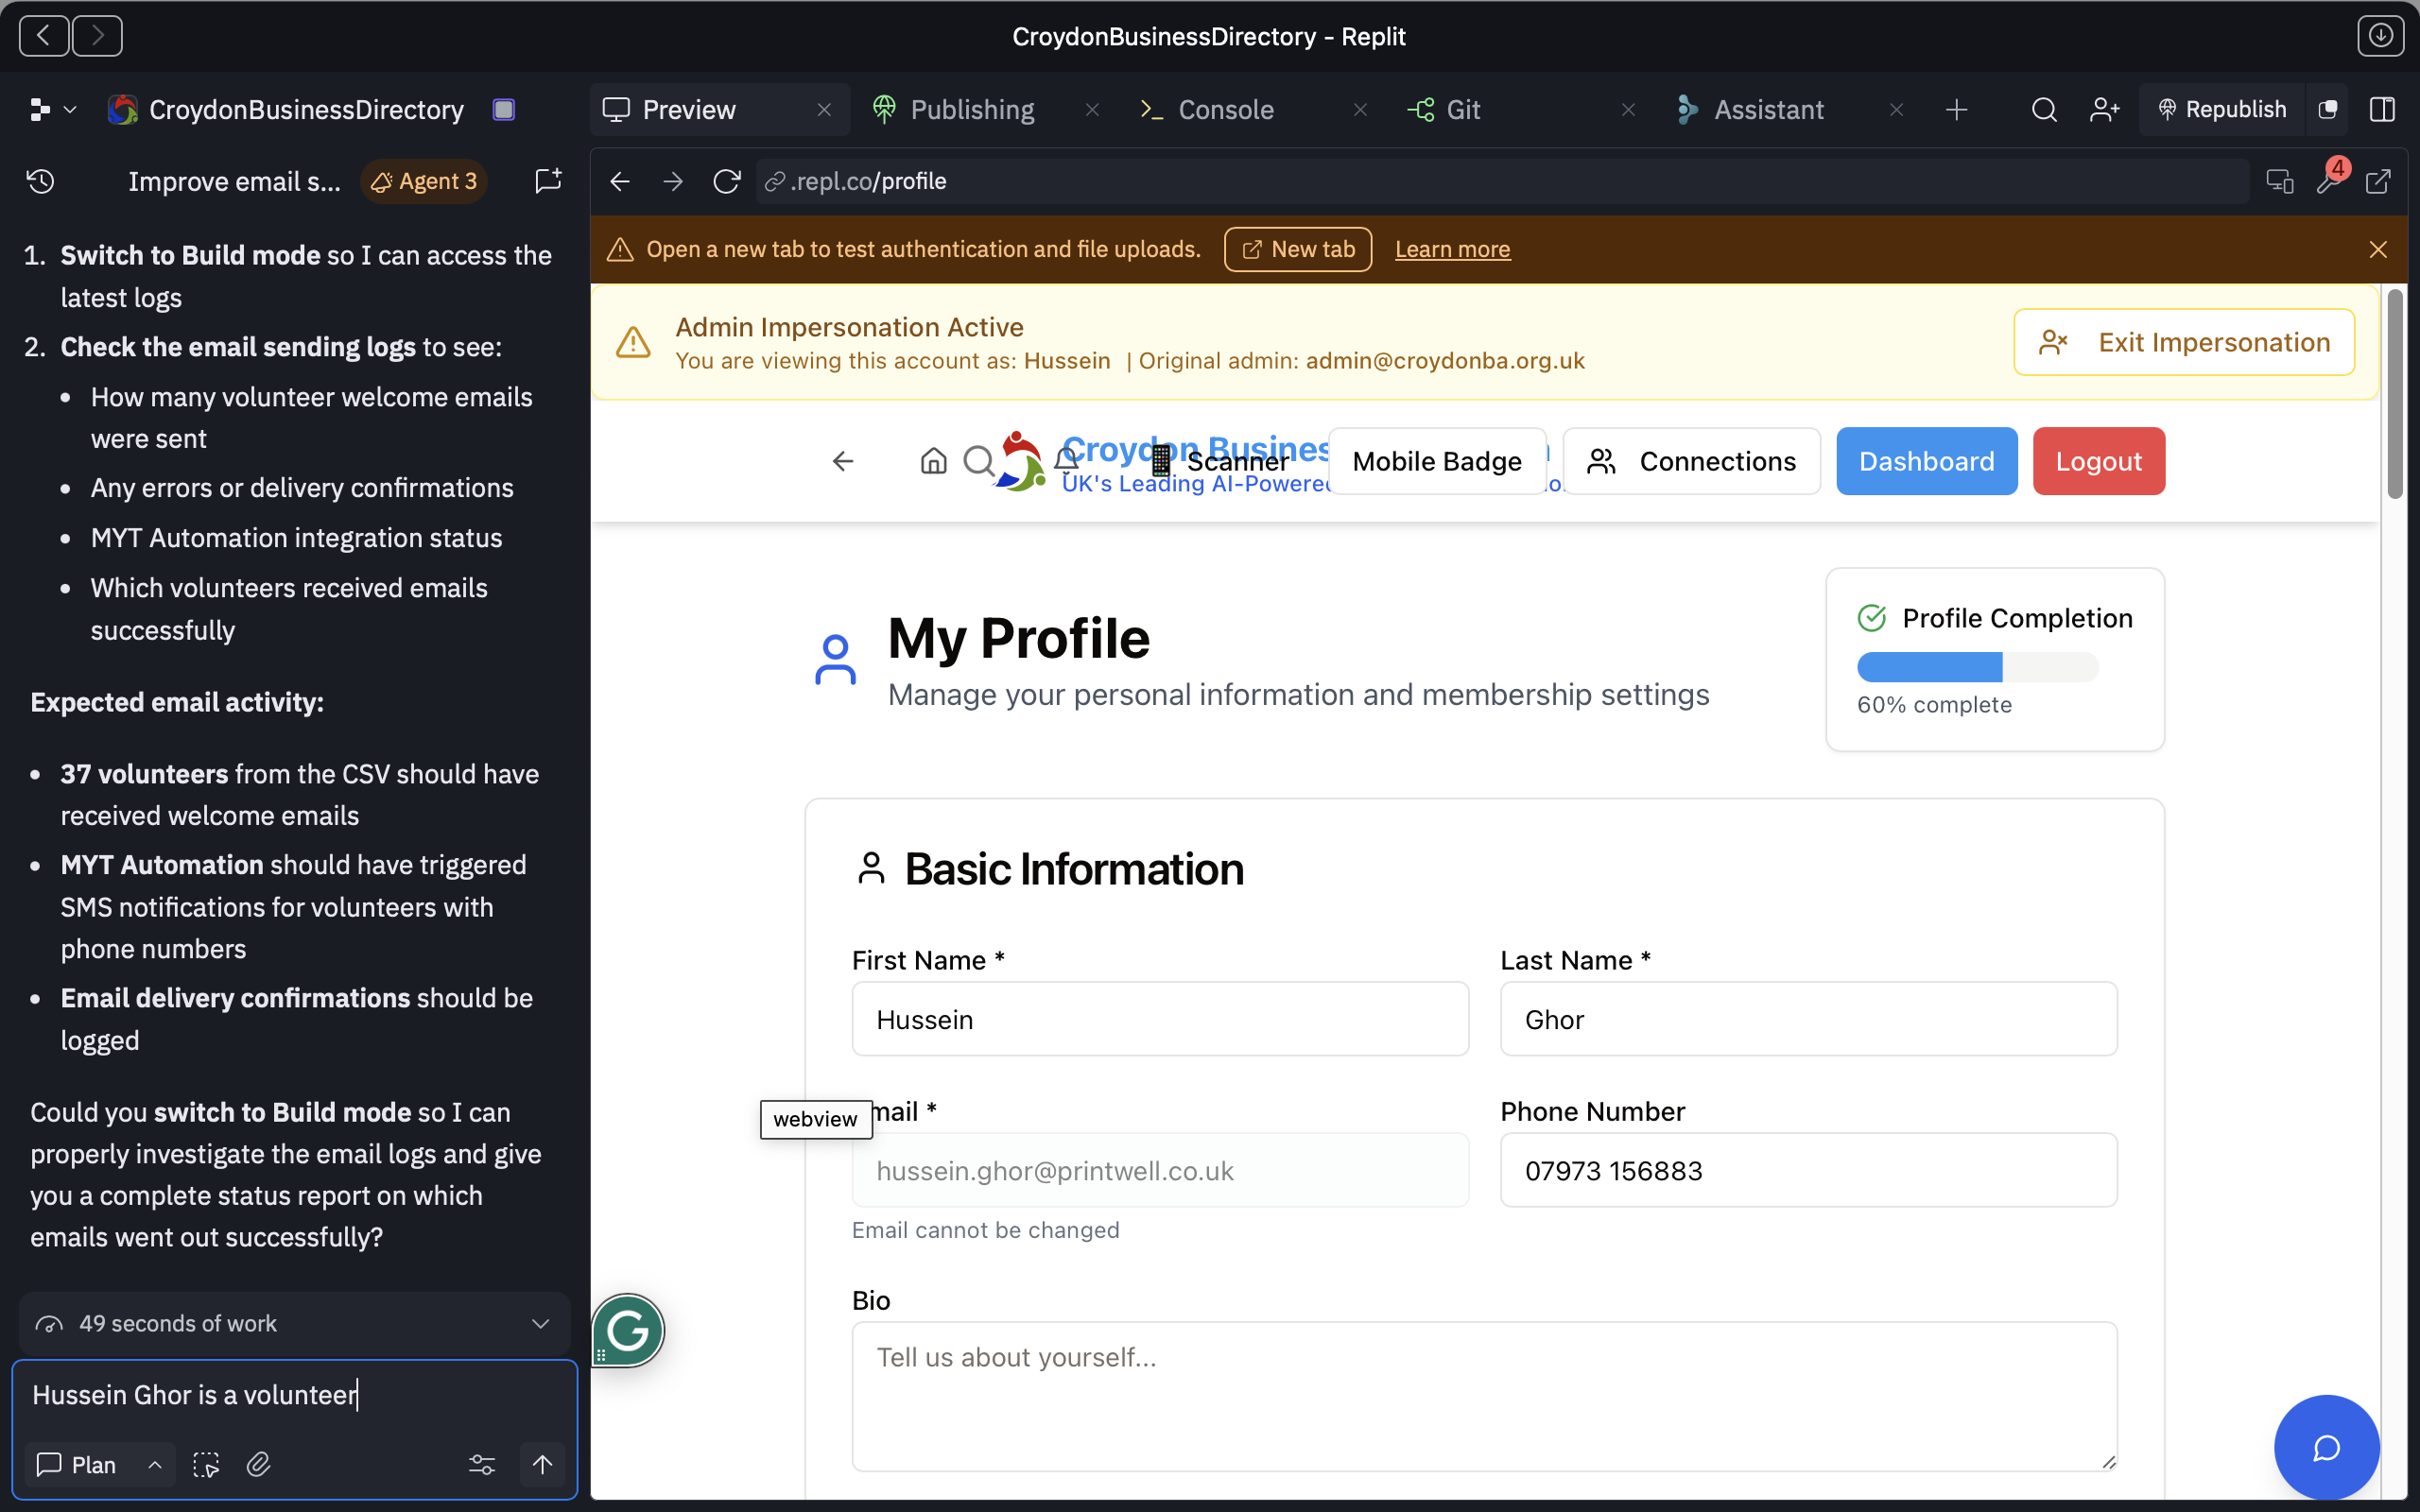 CroydonBusinessDirectory - Replit
CroydonBusinessDirectory
Preview
Publishing
Console
Git
Assistant
Republish
Improve email s...
Agent 3
.repl.co/profile
4
1. Switch to Build mode so I can access the
latest logs
2. Check the email sending logs to see:
• How many volunteer welcome emails
were sent
• Any errors or delivery confirmations
• MYT Automation integration status
• Which volunteers received emails
successfully
Expected email activity:
• 37 volunteers from the CSV should have
received welcome emails
• MYT Automation should have triggered
SMS notifications for volunteers with
phone numbers
• Email delivery confirmations should be
logged
Could you switch to Build mode so I can
properly investigate the email logs and give
you a complete status report on which
emails went out successfully?
49 seconds of work
Hussein Ghor is a volunteer
Plan
Open a new tab to test authentication and file uploads.
New tab
Learn more
Admin Impersonation Active
You are viewing this account as: Hussein | Original admin: admin@croydonba.org.uk
Exit Impersonation
Croydon Busines
UK's Leading AI-Powered
Scanner
Mobile Badge
Connections
Dashboard
Logout
My Profile
Manage your personal information and membership settings
Profile Completion
60% complete
Basic Information
First Name *
Hussein
Last Name *
Ghor
webview
mail *
hussein.ghor@printwell.co.uk
Email cannot be changed
Phone Number
07973 156883
Bio
Tell us about yourself...
G